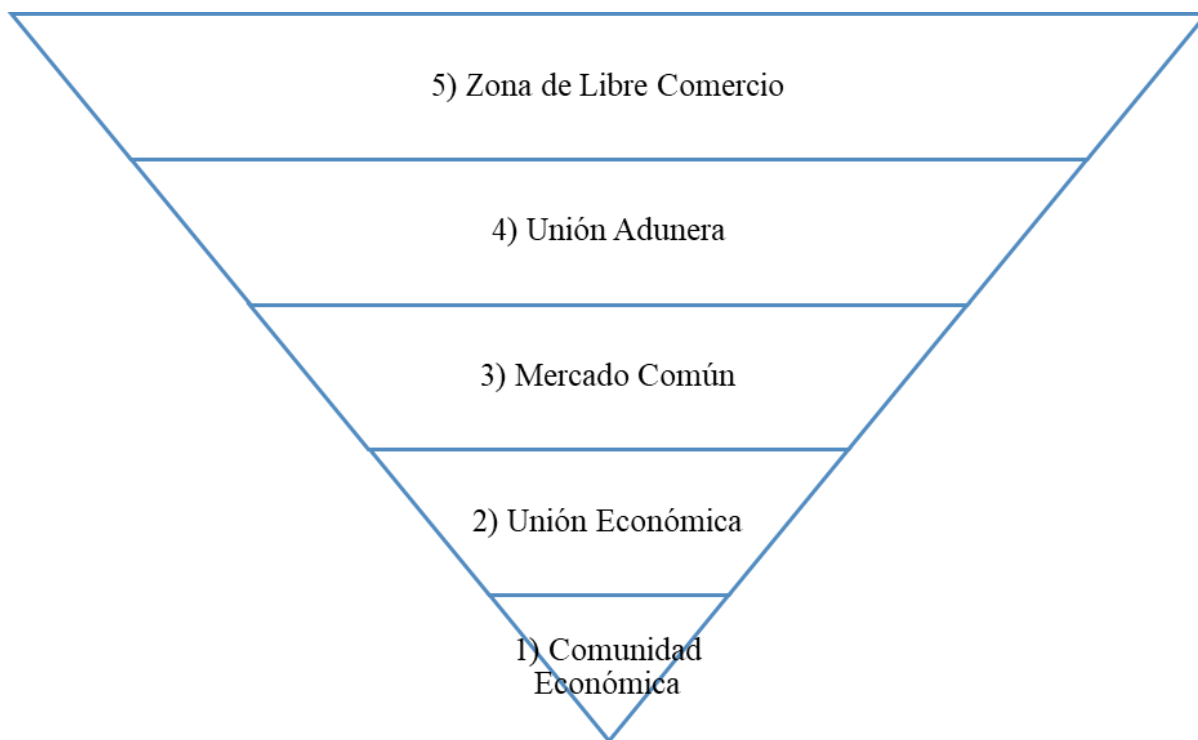 5) Zona de Libre Comercio
4) Unión Adunera
3) Mercado Común
2) Unión Económica
1) Comunidad
Económica